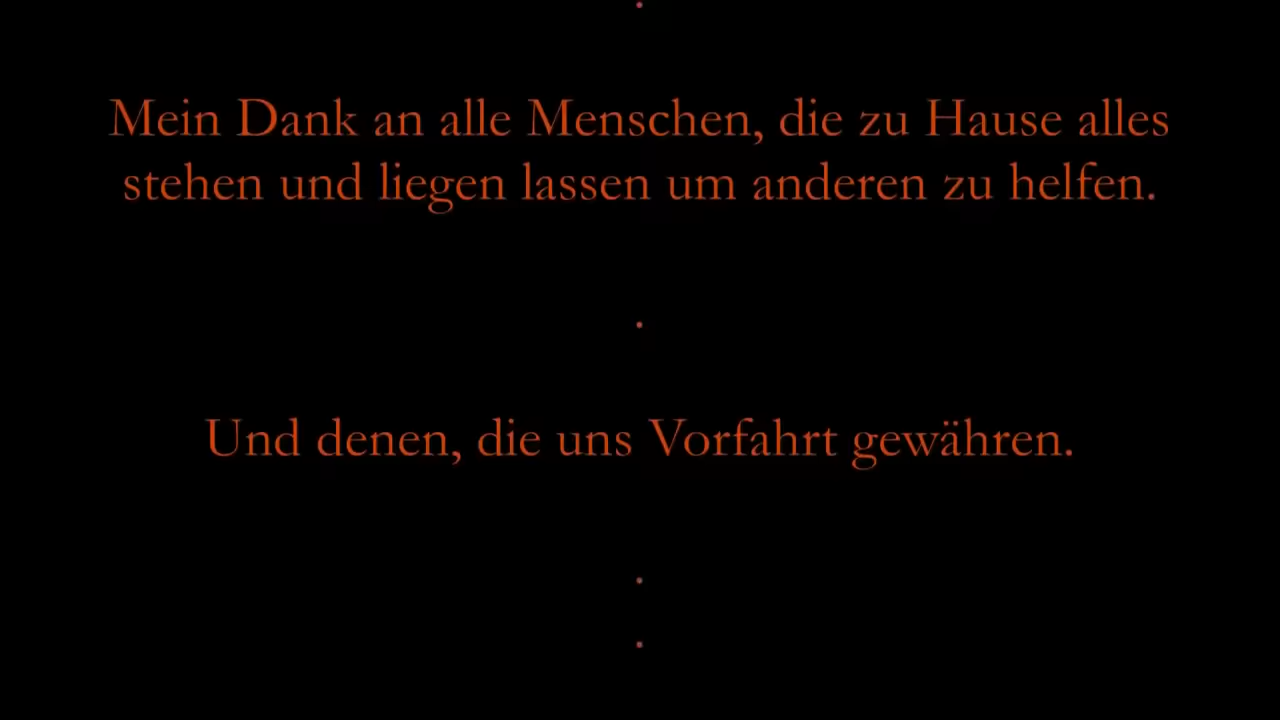 .
Mein Dank an alle Menschen, die zu Hause alles
stehen und liegen lassen um anderen zu helfen.
.
Und denen, die uns Vorfahrt gewähren.
.
.